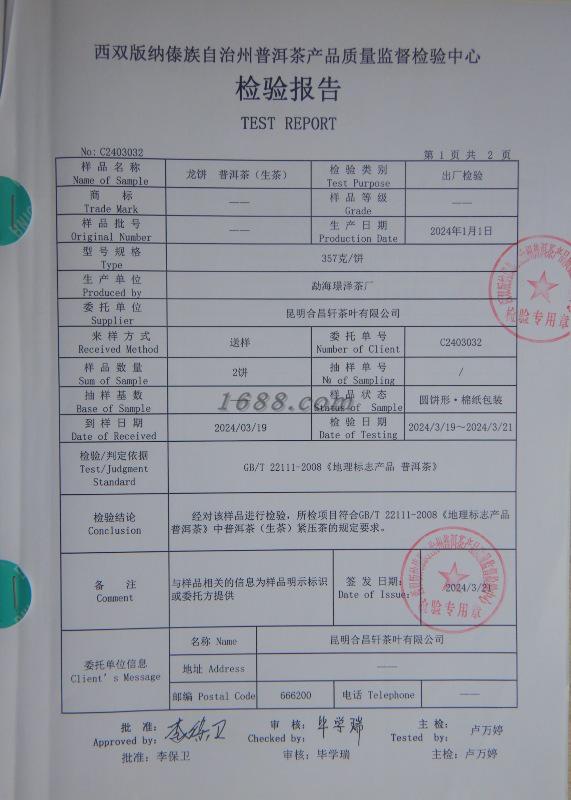 西双版纳傣族自治州普洱茶产品质量监督检验中心
检验报告
TEST REPORT
No: C2403032
第 1 页 共 2 页
样品名称 龙饼 普洱茶（生茶） 检验类别 出厂检验
Name of Sample Test Purpose
商标 —— 样品等级 ——
Trade Mark Grade
样品批号 —— 生产日期 2024年1月1日
Original Number Production Date
型号规格 357克/饼
Type
生产单位 勐海璟泽茶厂
Produced by
委托单位 昆明合昌轩茶叶有限公司
Supplier
来样方式 送样 委托单号 C2403032
Received Method Number of Client
样品数量 2饼 抽样单号 /
Sum of Sample № of Sampling
抽样基数 样品状态 圆饼形·棉纸包装
Base of Sample Status of Sample
1688.com
到样日期 2024/03/19 检验日期 2024/3/19～2024/3/21
Date of Received Date of Testing
检验/判定依据
Test/Judgment
Standard
GB/T 22111-2008《地理标志产品 普洱茶》
检验结论
Conclusion
经对该样品进行检验，所检项目符合GB/T 22111-2008《地理标志产品
普洱茶》中普洱茶（生茶）紧压茶的规定要求。
备注
Comment
与样品相关的信息为样品明示标识
或委托方提供
签发日期:
Date of Issue:
2024/3/21
检验专用章
检验专用章
委托单位信息
Client's Message
名称 Name 昆明合昌轩茶叶有限公司
地址 Address ——
邮编 Postal Code 666200 电话 Telephone ——
批准: 李保卫 审核: 毕学瑞 主检: 卢万婷
Approved by: Checked by: Tested by:
批准: 李保卫 审核: 毕学瑞 主检: 卢万婷